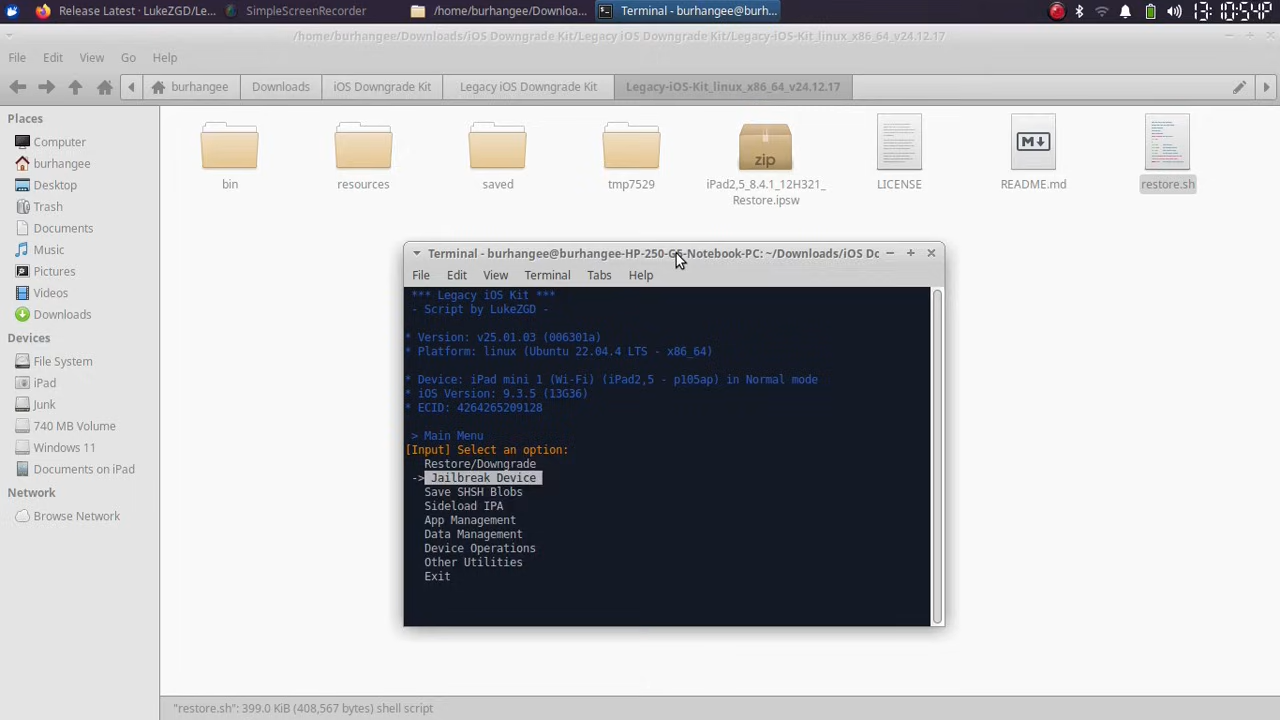 Release Latest · LukeZGD/Le...
SimpleScreenRecorder
/home/burhangee/Downloa...
Terminal - burhangee@burh...
13:
10:54
/home/burhangee/Downloads/iOS Downgrade Kit/Legacy iOS Downgrade Kit/Legacy-iOS-Kit_linux_x86_64_v24.12.17
File Edit View Go Help
burhangee Downloads iOS Downgrade Kit Legacy iOS Downgrade Kit Legacy-iOS-Kit_linux_x86_64_v24.12.17
Places
Computer
burhangee
Desktop
Trash
Documents
Music
Pictures
Videos
Downloads
Devices
File System
iPad
Junk
740 MB Volume
Windows 11
Documents on iPad
Network
Browse Network
zip
M
bin
resources
saved
tmp7529
iPad2,5_8.4.1_12H321_
Restore.ipsw
LICENSE
README.md
restore.sh
Terminal - burhangee@burhangee-HP-250-G5-Notebook-PC: ~/Downloads/iOS Do
File Edit View Terminal Tabs Help
*** Legacy iOS Kit ***
- Script by LukeZGD -
* Version: v25.01.03 (006301a)
* Platform: linux (Ubuntu 22.04.4 LTS - x86_64)
* Device: iPad mini 1 (Wi-Fi) (iPad2,5 - p105ap) in Normal mode
* iOS Version: 9.3.5 (13G36)
* ECID: 4264265209128
> Main Menu
[Input] Select an option:
Restore/Downgrade
-> Jailbreak Device
Save SHSH Blobs
Sideload IPA
App Management
Data Management
Device Operations
Other Utilities
Exit
"restore.sh": 399.0 KiB (408,567 bytes) shell script